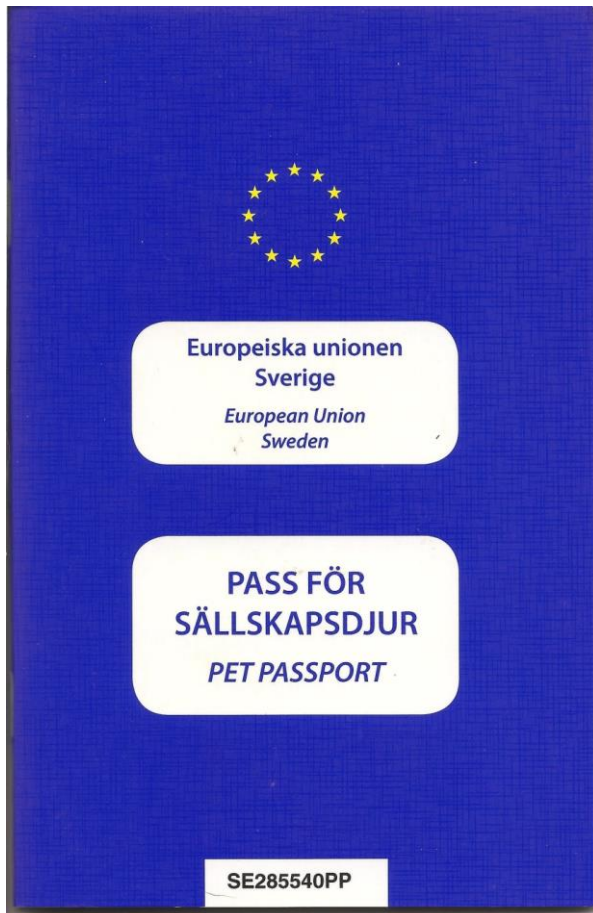 Europeiska unionen
Sverige
European Union
Sweden
PASS FÖR
SÄLLSKAPSDJUR
PET PASSPORT
SE285540PP